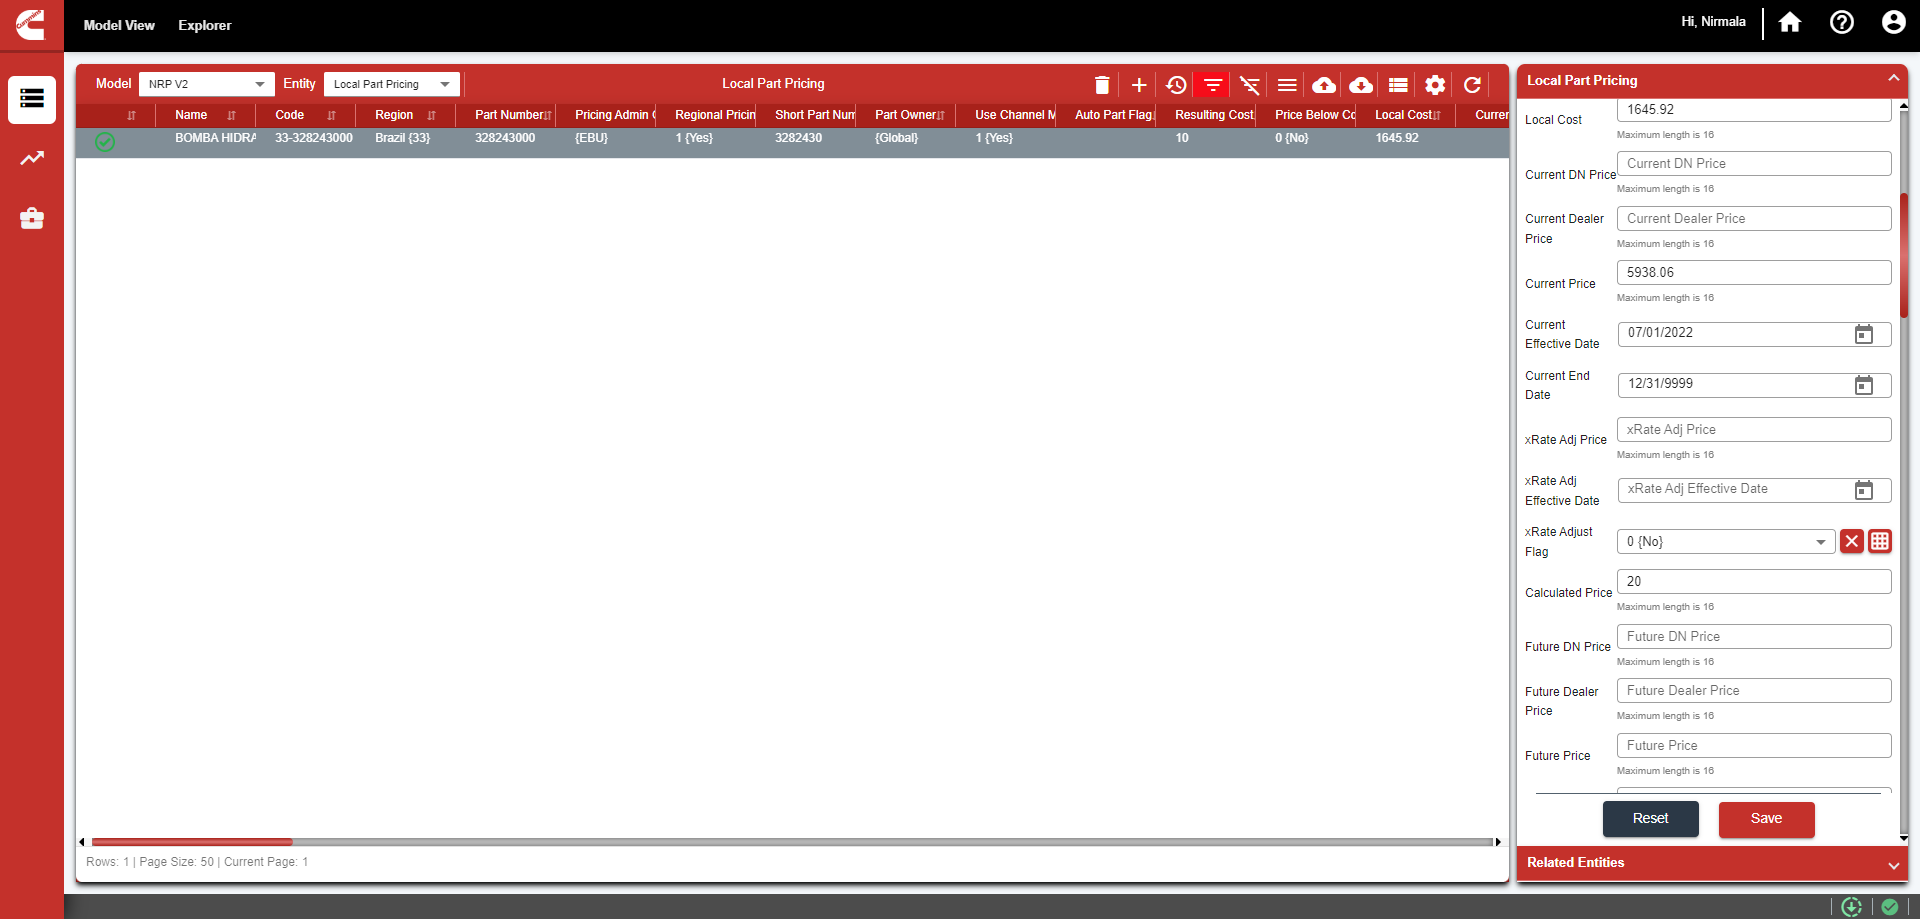 Cummins
Model View
Explorer
Hi, Nirmala
Model
NRP V2
Entity
Local Part Pricing
Local Part Pricing
Name
Code
Region
Part Number
Pricing Admin
Regional Pricin
Short Part Num
Part Owner
Use Channel M
Auto Part Flag
Resulting Cost
Price Below Co
Local Cost
Curren
BOMBA HIDRA
33-328243000
Brazil {33}
328243000
{EBU}
1 {Yes}
3282430
{Global}
1 {Yes}
10
0 {No}
1645.92
Rows: 1 | Page Size: 50 | Current Page: 1
Local Part Pricing
Local Cost
1645.92
Maximum length is 16
Current DN Price
Current DN Price
Maximum length is 16
Current Dealer
Price
Current Dealer Price
Maximum length is 16
Current Price
5938.06
Maximum length is 16
Current
Effective Date
07/01/2022
Current End
Date
12/31/9999
xRate Adj Price
xRate Adj Price
Maximum length is 16
xRate Adj
Effective Date
xRate Adj Effective Date
xRate Adjust
Flag
0 {No}
Calculated Price
20
Maximum length is 16
Future DN Price
Future DN Price
Maximum length is 16
Future Dealer
Price
Future Dealer Price
Maximum length is 16
Future Price
Future Price
Maximum length is 16
Reset
Save
Related Entities